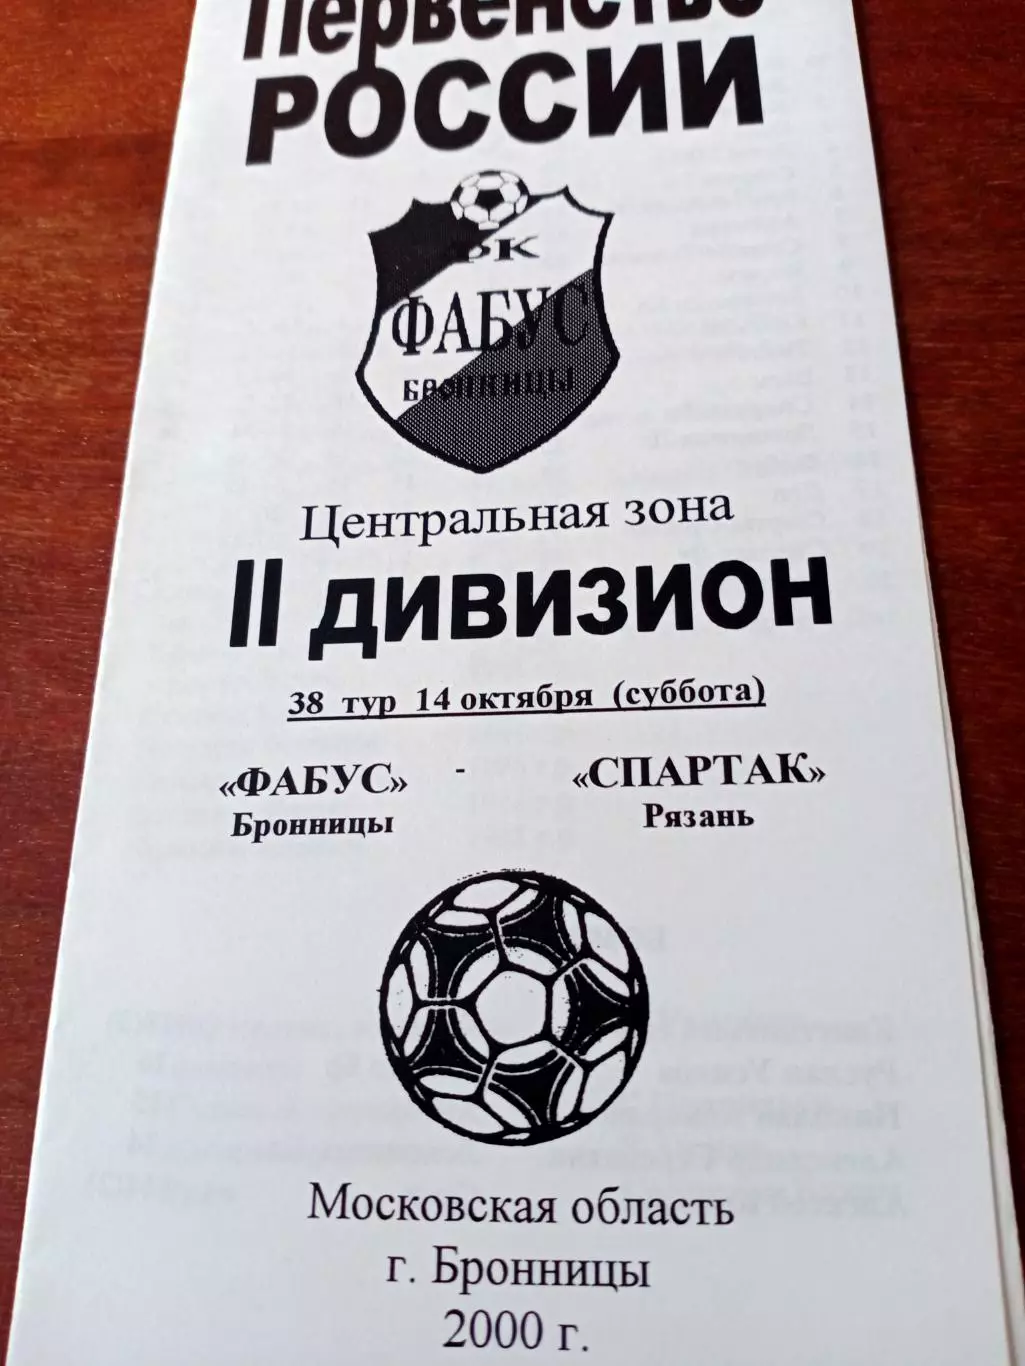 Первенство
РОССИИ
ФК
ФАБУС
БРОННИЦЫ
Центральная зона
II дивизион
38 тур 14 октября (суббота)
«ФАБУС» - «СПАРТАК»
Бронницы Рязань
Московская область
г. Бронницы
2000 г.